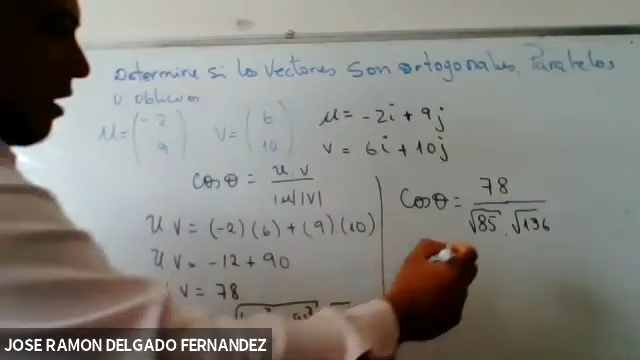 Determine si los vectores son ortogonales, Paralelos
u oblicuos
u = (-2 9) v = (6 10) u = -2i + 9j
v = 6i + 10j
cos θ = u . v / |u||v|
u v = (-2)(6) + (9).(10)
u v = -12 + 90
v = 78
cos θ = 78 / √85 . √136
JOSE RAMON DELGADO FERNANDEZ